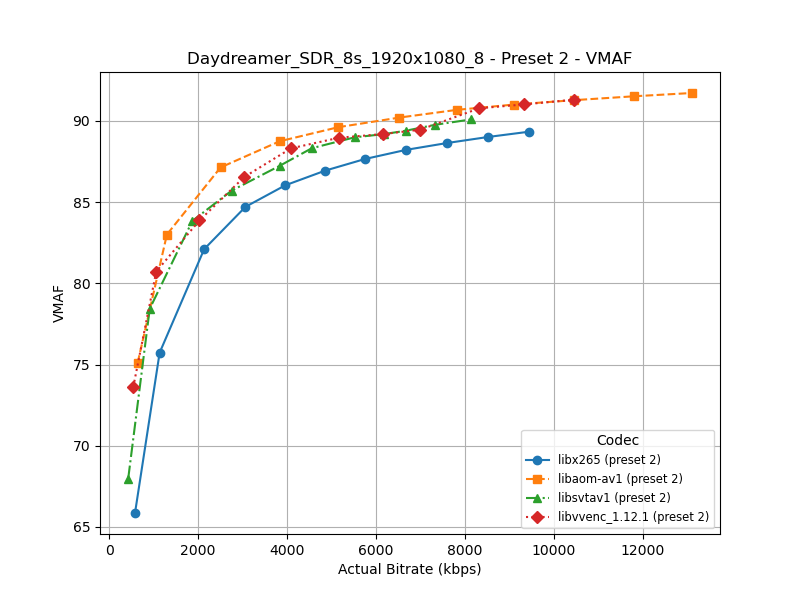 Daydreamer_SDR_8s_1920x1080_8 - Preset 2 - VMAF
VMAF
90
85
80
75
70
65
0 2000 4000 6000 8000 10000 12000
Actual Bitrate (kbps)
Codec
libx265 (preset 2)
libaom-av1 (preset 2)
libsvtav1 (preset 2)
libvvenc_1.12.1 (preset 2)